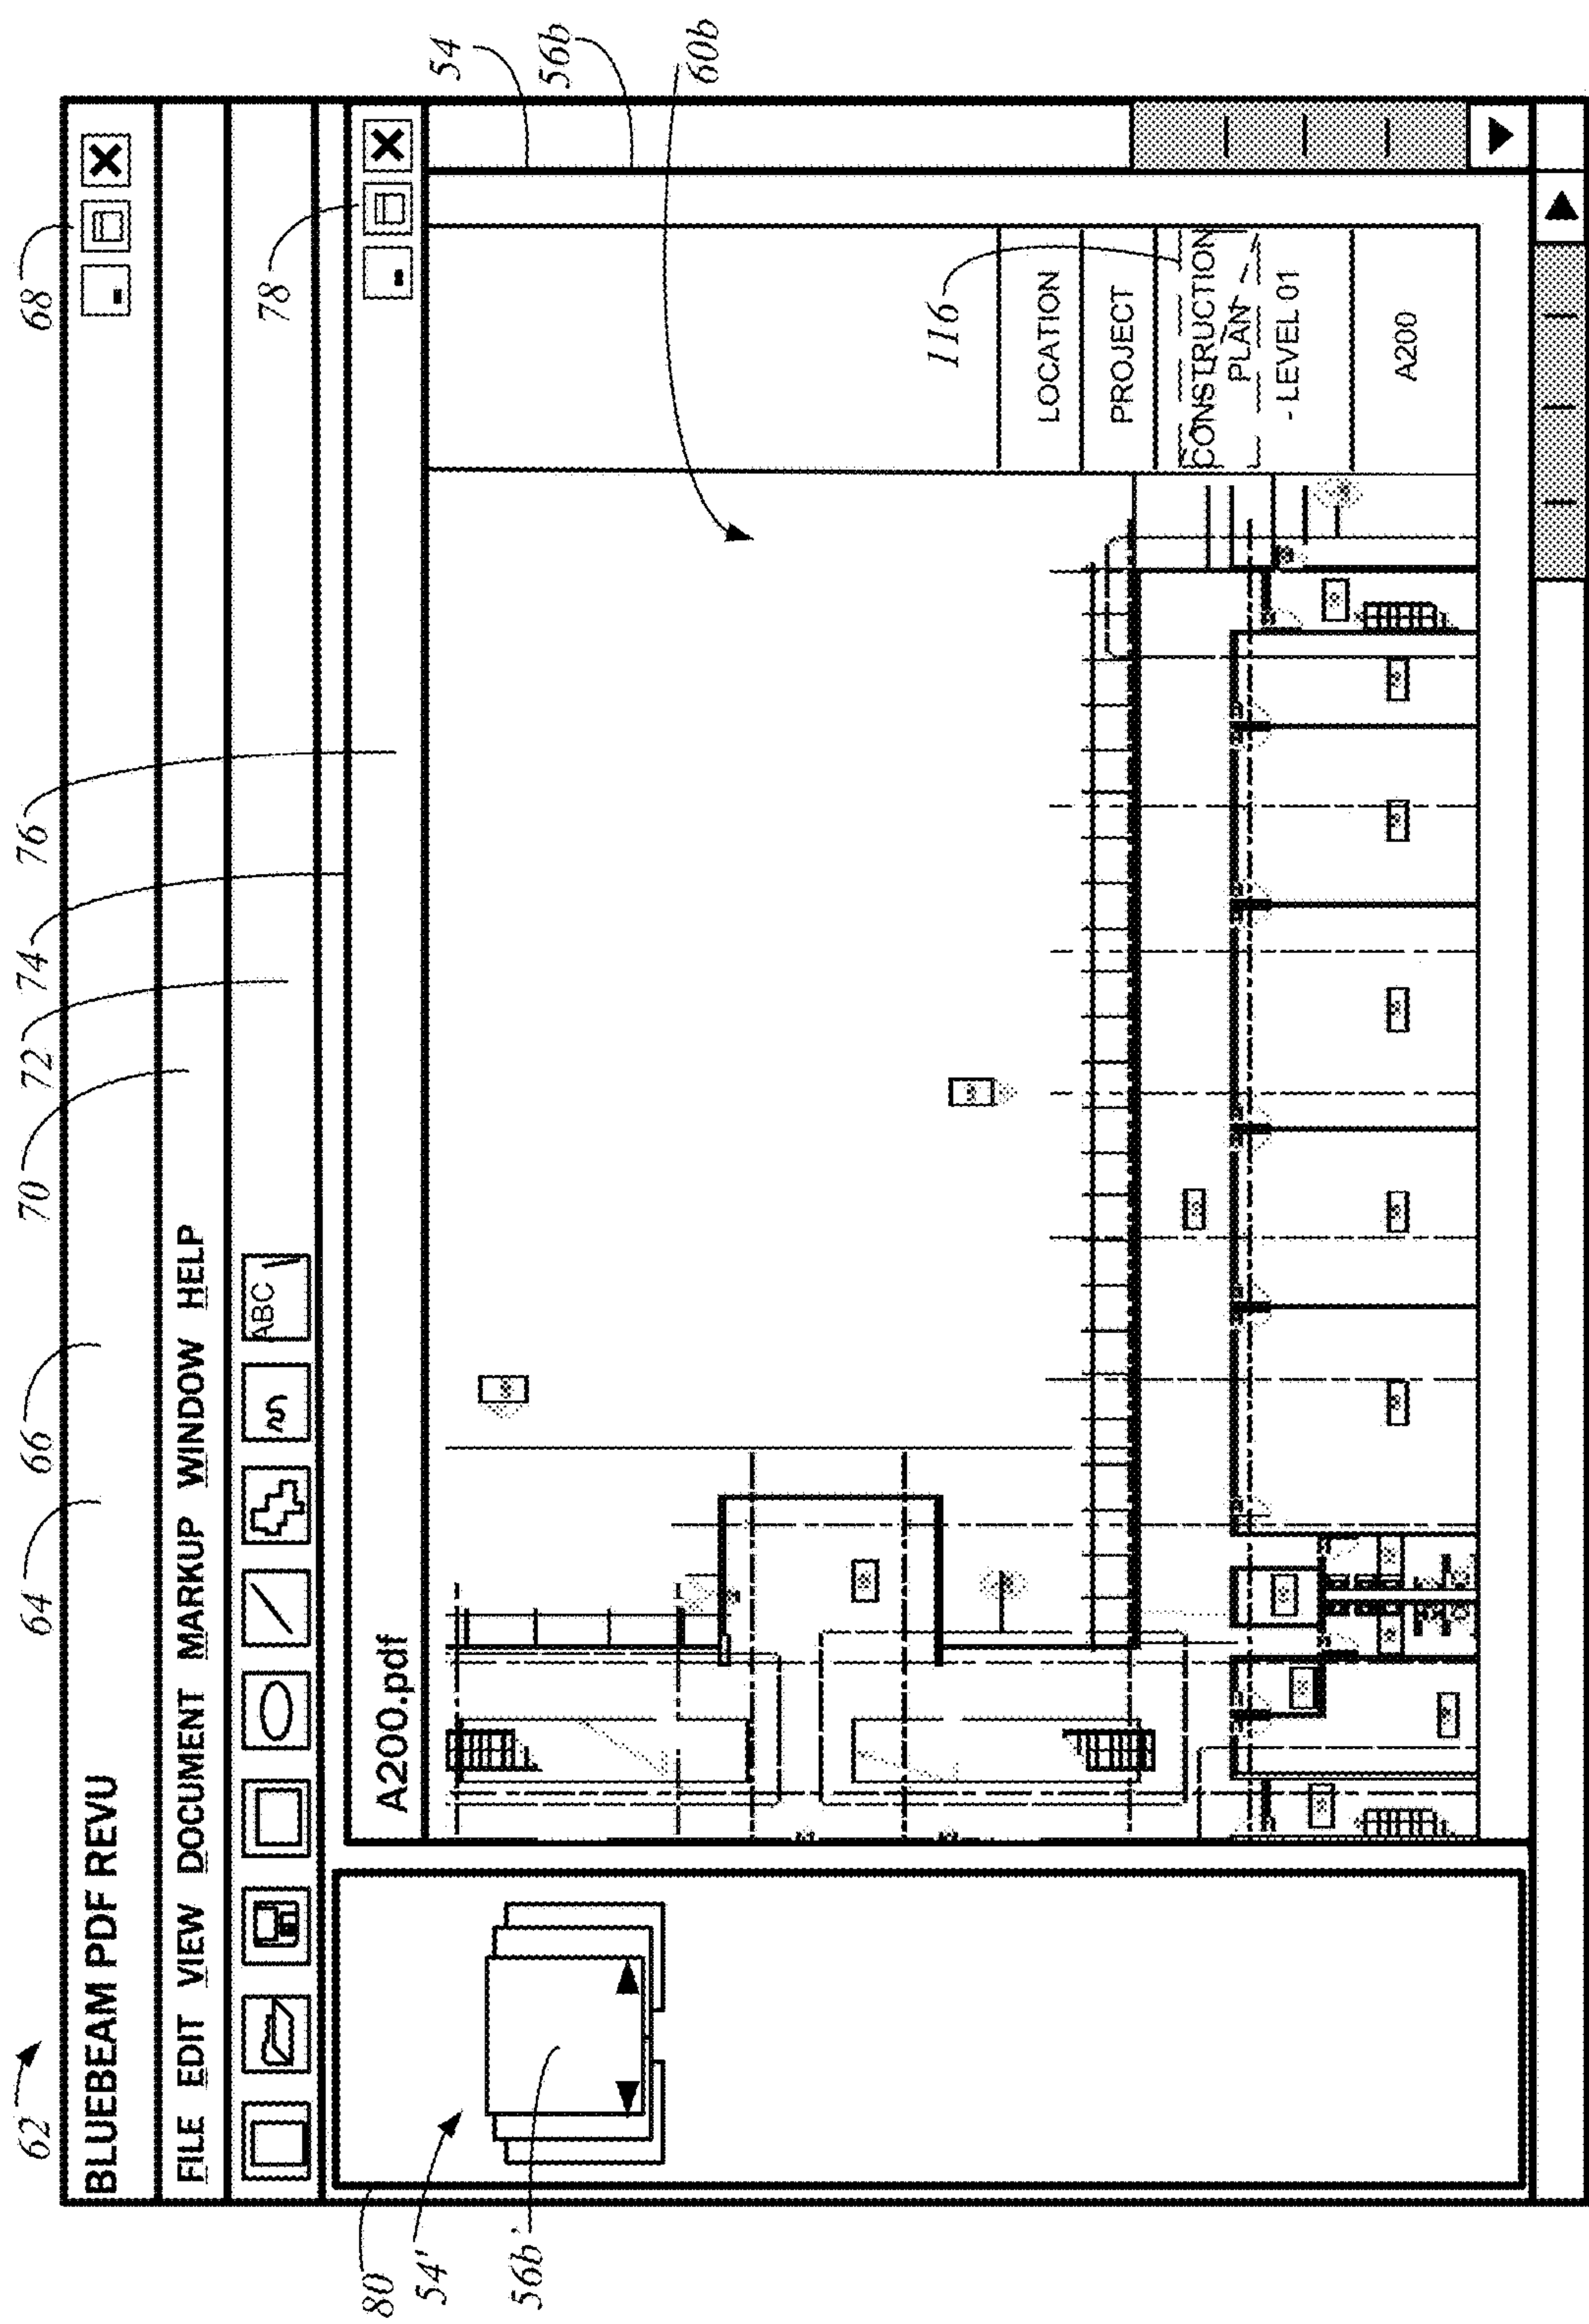 62
64
66
70
72
74
76
68
BLUEBEAM PDF REVU
FILE EDIT VIEW DOCUMENT MARKUP WINDOW HELP
ABC
78
A200.pdf
54
56b
60b
116
LOCATION
PROJECT
CONSTRUCTION
PLAN
- LEVEL 01
A200
80
54'
56b'